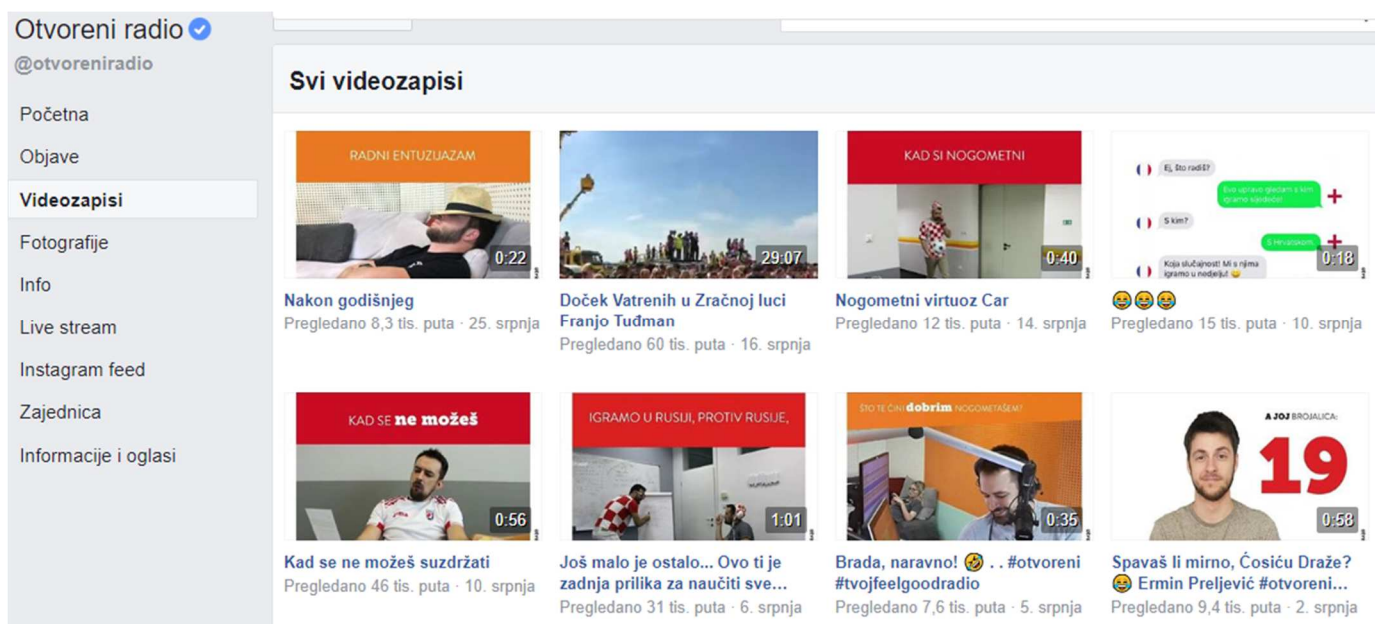 Otvoreni radio
@otvoreniradio
Početna
Objave
Videozapisi
Fotografije
Info
Live stream
Instagram feed
Zajednica
Informacije i oglasi
Svi videozapisi
RADNI ENTUZUAZAM
0:22
Nakon godišnjeg
Pregledano 8,3 tis. puta · 25. srpnja
29:07
Doček Vatrenih u Zračnoj luci
Franjo Tuđman
Pregledano 60 tis. puta · 16. srpnja
KAD SI NOGOMETNI
0:40
Nogometni virtuoz Car
Pregledano 12 tis. puta · 14. srpnja
Ej, što radiš?
Evo upravo gledam s kim
igramo sljedeće!
S kim?
S Hrvatskom
Koja slučajnost! Mi s njima
igramo u nedjelju! 😄
0:18
😂😂😂
Pregledano 15 tis. puta · 10. srpnja
KAD SE ne možeš
0:56
Kad se ne možeš suzdržati
Pregledano 46 tis. puta · 10. srpnja
IGRAMO U RUSIJI, PROTIV RUSIJE,
1:01
Još malo je ostalo... Ovo ti je
zadnja prilika za naučiti sve...
Pregledano 31 tis. puta · 6. srpnja
ŠTO TE ČINI dobrim NOGOMETAŠEM?
0:35
Brada, naravno! 🤣 . . #otvoreni
#tvojfeelgoodradio
Pregledano 7,6 tis. puta · 5. srpnja
A JOJ BROJALICA:
19
0:58
Spavaš li mirno, Ćosiću Draže?
😂 Ermin Preljević #otvoreni...
Pregledano 9,4 tis. puta · 2. srpnja